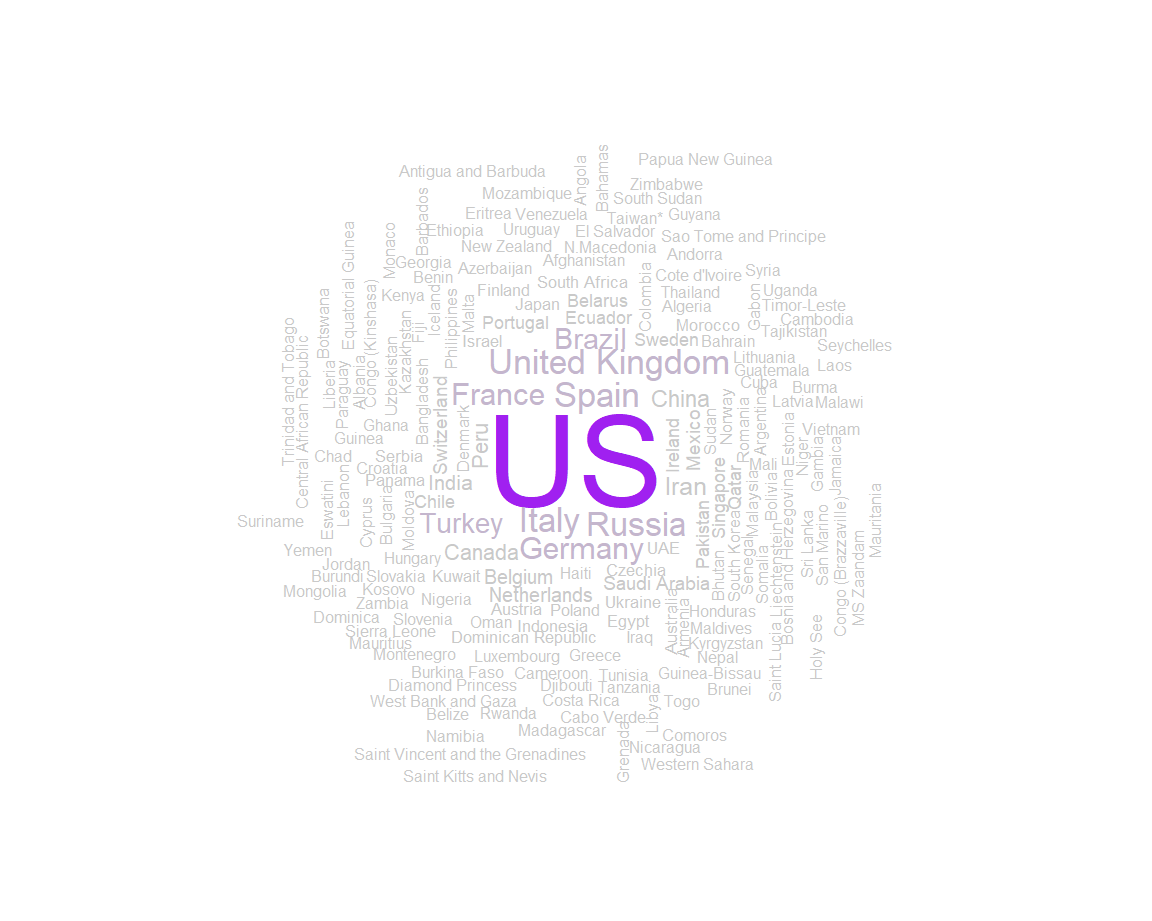 Papua New Guinea
Antigua and Barbuda
Angola
Bahamas
Zimbabwe
Mozambique
South Sudan
Eritrea
Venezuela
Taiwan*
Guyana
Barbados
Ethiopia
Uruguay
El Salvador
Sao Tome and Principe
New Zealand
N.Macedonia
Andorra
Monaco
Georgia
Azerbaijan
Afghanistan
Syria
Equatorial Guinea
Benin
South Africa
Colombia
Cote d'Ivoire
Kenya
Finland
Thailand
Uganda
Iceland
Philippines
Malta
Japan
Belarus
Algeria
Gabon
Timor-Leste
Botswana
Congo (Kinshasa)
Kazakhstan
Fiji
Portugal
Ecuador
Morocco
Cambodia
Tajikistan
Israel
Brazil
Sweden
Bahrain
Seychelles
Trinidad and Tobago
Central African Republic
Liberia
Paraguay
Albania
Uzbekistan
United Kingdom
Lithuania
Guatemala
Laos
Bangladesh
Switzerland
France
Spain
China
Cuba
Burma
Latvia
Malawi
Ghana
Denmark
Peru
US
Ireland
Mexico
Sudan
Norway
Romania
Argentina
Estonia
Vietnam
Guinea
Niger
Gambia
Jamaica
Chad
Serbia
Croatia
Mali
Panama
India
Iran
Singapore
Qatar
Malaysia
Bolivia
Bosnia and Herzegovina
Eswatini
Lebanon
Cyprus
Bulgaria
Moldova
Chile
Suriname
Turkey
Italy
Russia
Pakistan
South Korea
Sri Lanka
San Marino
Congo (Brazzaville)
MS Zaandam
Mauritania
Yemen
Hungary
Canada
Germany
UAE
Bhutan
Senegal
Somalia
Liechtenstein
Jordan
Burundi
Slovakia
Kuwait
Belgium
Haiti
Czechia
Saudi Arabia
Mongolia
Kosovo
Netherlands
Zambia
Nigeria
Austria
Poland
Ukraine
Australia
Armenia
Honduras
Dominica
Slovenia
Oman
Indonesia
Egypt
Maldives
Sierra Leone
Dominican Republic
Iraq
Kyrgyzstan
Mauritius
Holy See
Saint Lucia
Montenegro
Luxembourg
Greece
Nepal
Burkina Faso
Cameroon
Tunisia
Guinea-Bissau
Diamond Princess
Djibouti
Tanzania
Brunei
West Bank and Gaza
Costa Rica
Libya
Togo
Belize
Rwanda
Cabo Verde
Namibia
Madagascar
Grenada
Comoros
Nicaragua
Saint Vincent and the Grenadines
Western Sahara
Saint Kitts and Nevis